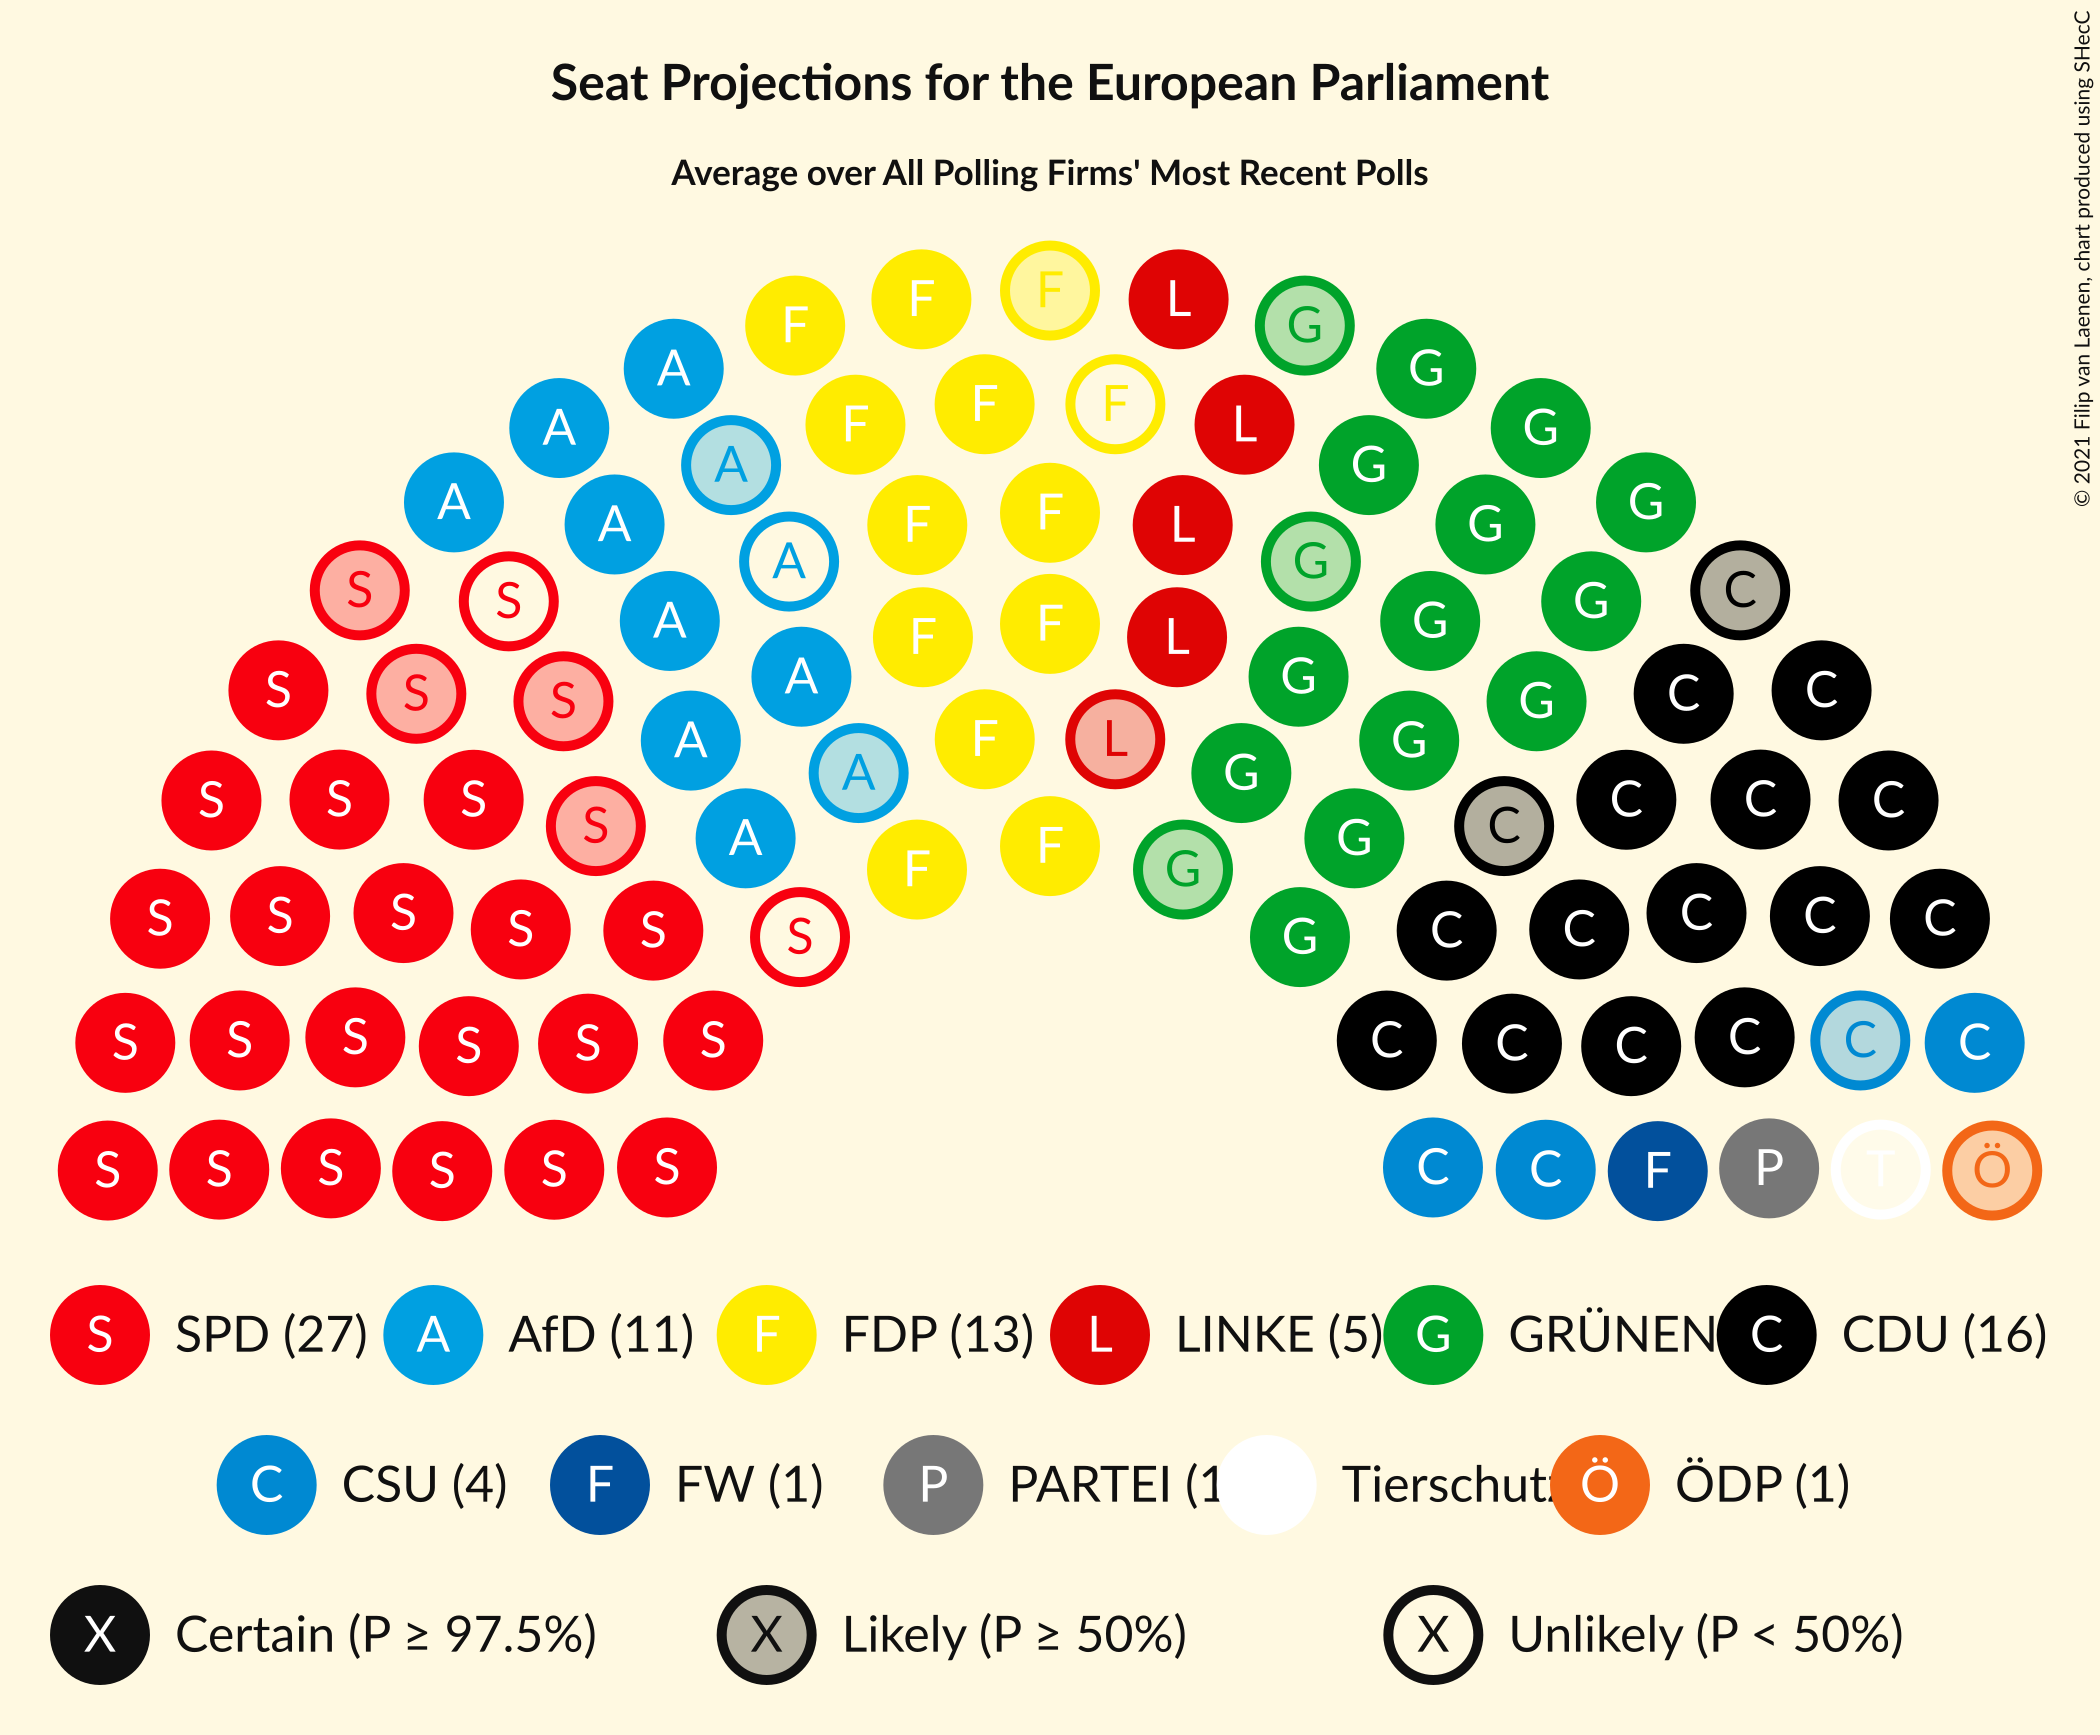 Seat Projections for the European Parliament
Average over All Polling Firms' Most Recent Polls
© 2021 Filip van Laenen, chart produced using SHecC
F F F L G
A F F F L G G
A A F F L G G G
A A A F F L G G G G
S S A A F L G G G C
S S S A A F F G G G G C C
S S S S A S G G C C C C
S S S S S C C C C C
S S S S S S C C C C C C
S S S S S S C C F P T Ö
S SPD (27) A AfD (11) F FDP (13) L LINKE (5) G GRÜNEN C CDU (16)
C CSU (4) F FW (1) P PARTEI (1 Tierschutz Ö ÖDP (1)
X Certain (P ≥ 97.5%) X Likely (P ≥ 50%) X Unlikely (P < 50%)